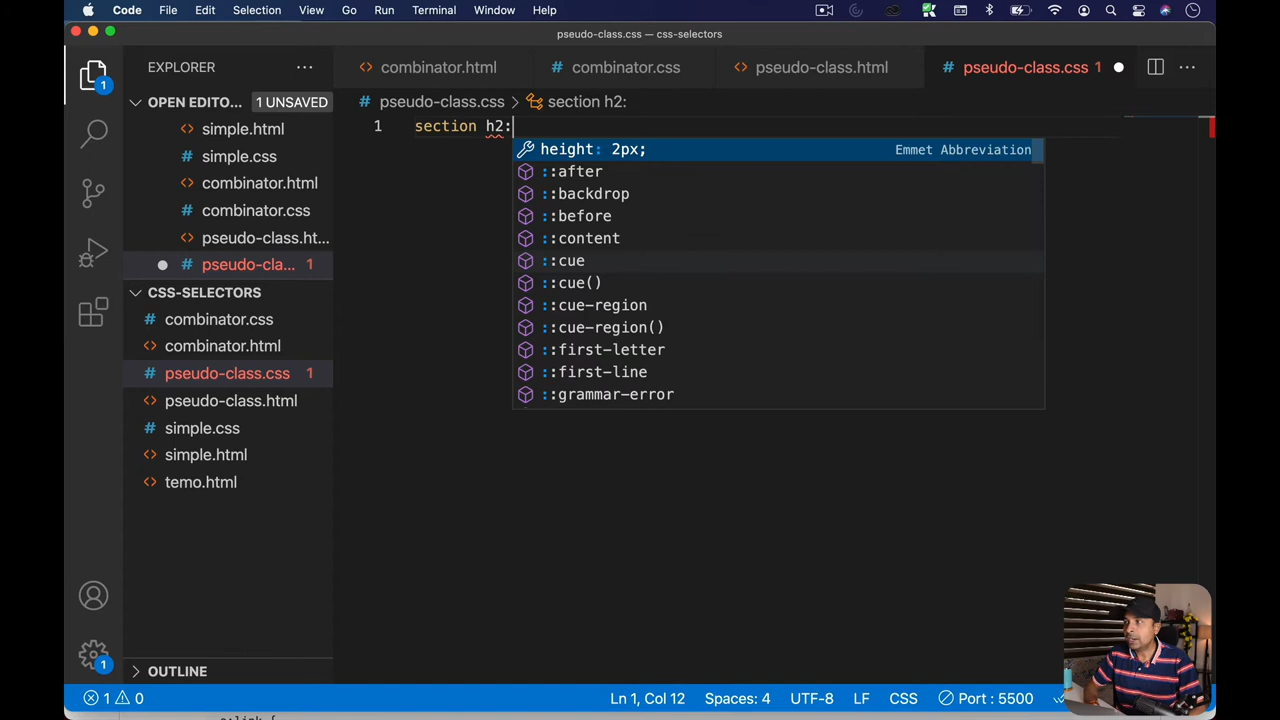 Code File Edit Selection View Go Run Terminal Window Help
pseudo-class.css — css-selectors
EXPLORER
combinator.html
combinator.css
pseudo-class.html
pseudo-class.css 1
1
OPEN EDITO... 1 UNSAVED
pseudo-class.css > section h2:
simple.html
1 section h2:
simple.css
combinator.html
combinator.css
pseudo-class.ht...
pseudo-cla... 1
height: 2px; Emmet Abbreviation
::after
::backdrop
::before
::content
::cue
::cue()
::cue-region
::cue-region()
::first-letter
::first-line
::grammar-error
CSS-SELECTORS
combinator.css
combinator.html
pseudo-class.css 1
pseudo-class.html
simple.css
simple.html
temo.html
OUTLINE
1
1 0
Ln 1, Col 12 Spaces: 4 UTF-8 LF CSS Port : 5500